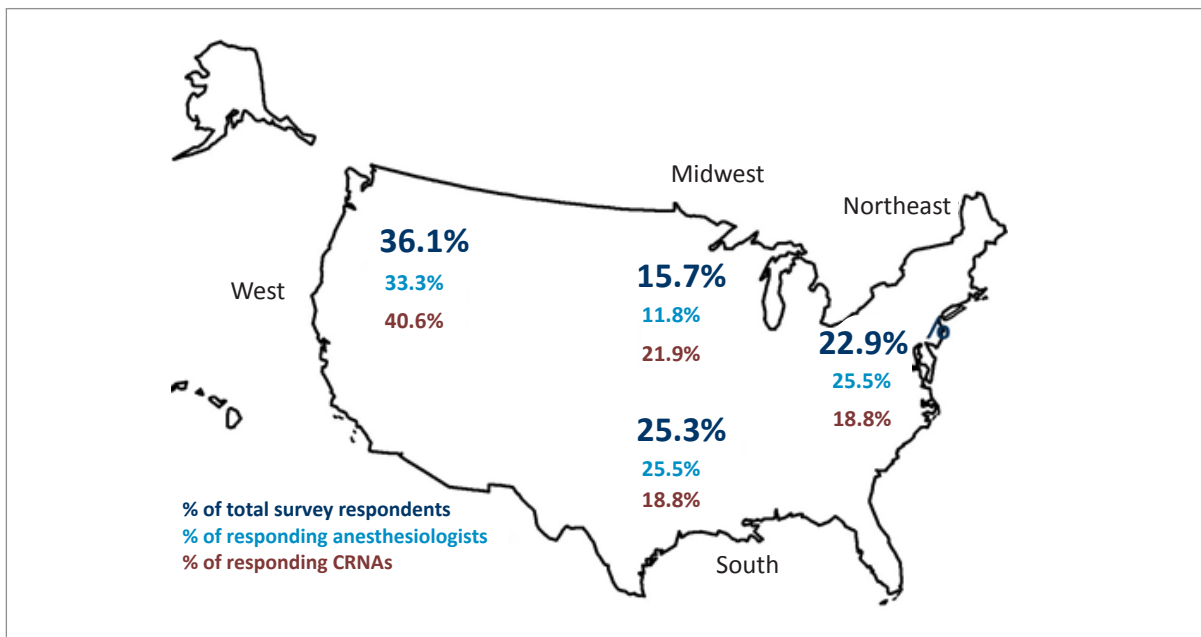 Midwest
Northeast
36.1%
33.3%
40.6%
West
15.7%
11.8%
21.9%
22.9%
25.5%
18.8%
25.3%
25.5%
18.8%
% of total survey respondents
% of responding anesthesiologists
% of responding CRNAs
South